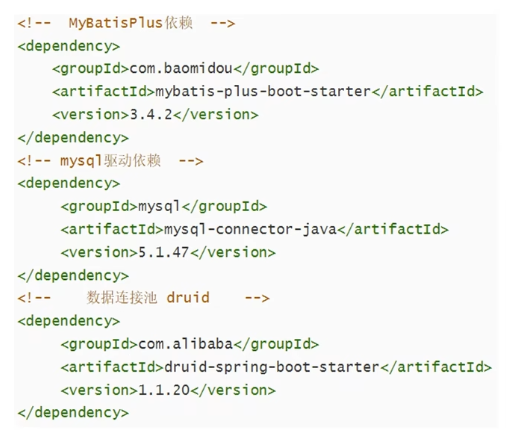 <!--  MyBatisPlus依赖  -->
<dependency>
    <groupId>com.baomidou</groupId>
    <artifactId>mybatis-plus-boot-starter</artifactId>
    <version>3.4.2</version>
</dependency>
<!-- mysql驱动依赖  -->
<dependency>
     <groupId>mysql</groupId>
     <artifactId>mysql-connector-java</artifactId>
     <version>5.1.47</version>
</dependency>
<!--    数据连接池 druid    -->
<dependency>
     <groupId>com.alibaba</groupId>
     <artifactId>druid-spring-boot-starter</artifactId>
     <version>1.1.20</version>
</dependency>